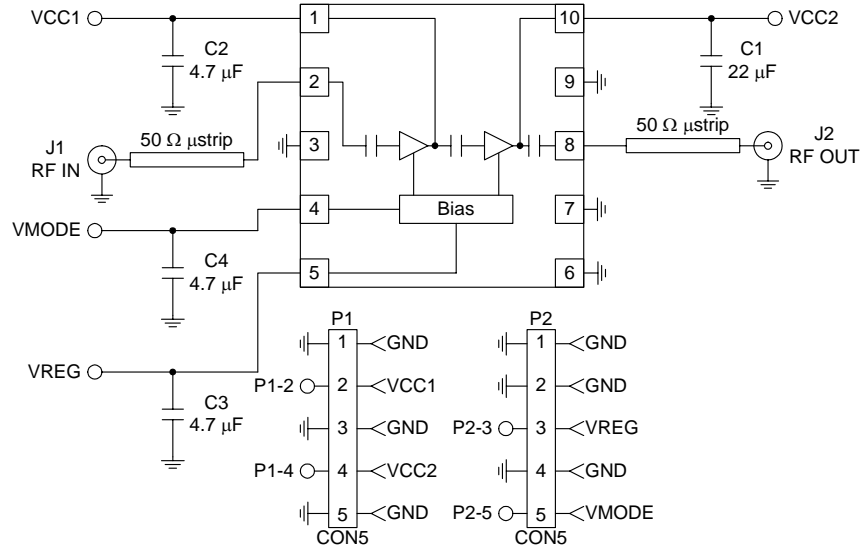 VCC1
1
10
VCC2
C2
4.7 μF
C1
22 μF
2
9
J1
RF IN
50 Ω μstrip
3
8
50 Ω μstrip
J2
RF OUT
VMODE
4
Bias
7
C4
4.7 μF
5
6
VREG
C3
4.7 μF
P1
1
GND
P1-2
2
VCC1
3
GND
P1-4
4
VCC2
5
GND
CON5
P2
1
GND
2
GND
P2-3
3
VREG
4
GND
P2-5
5
VMODE
CON5